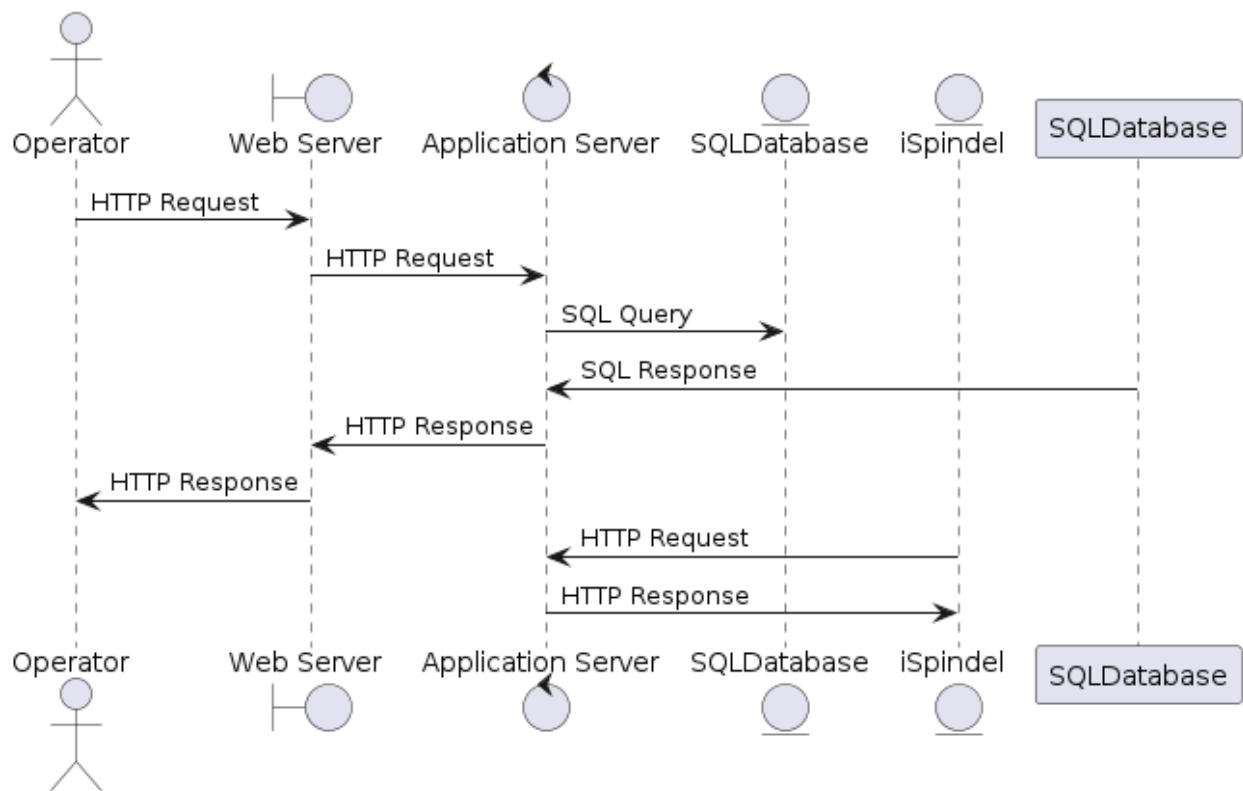 Operator
Web Server
Application Server
SQLDatabase
iSpindel
SQLDatabase
HTTP Request
HTTP Request
SQL Query
SQL Response
HTTP Response
HTTP Response
HTTP Request
HTTP Response
Operator
Web Server
Application Server
SQLDatabase
iSpindel
SQLDatabase